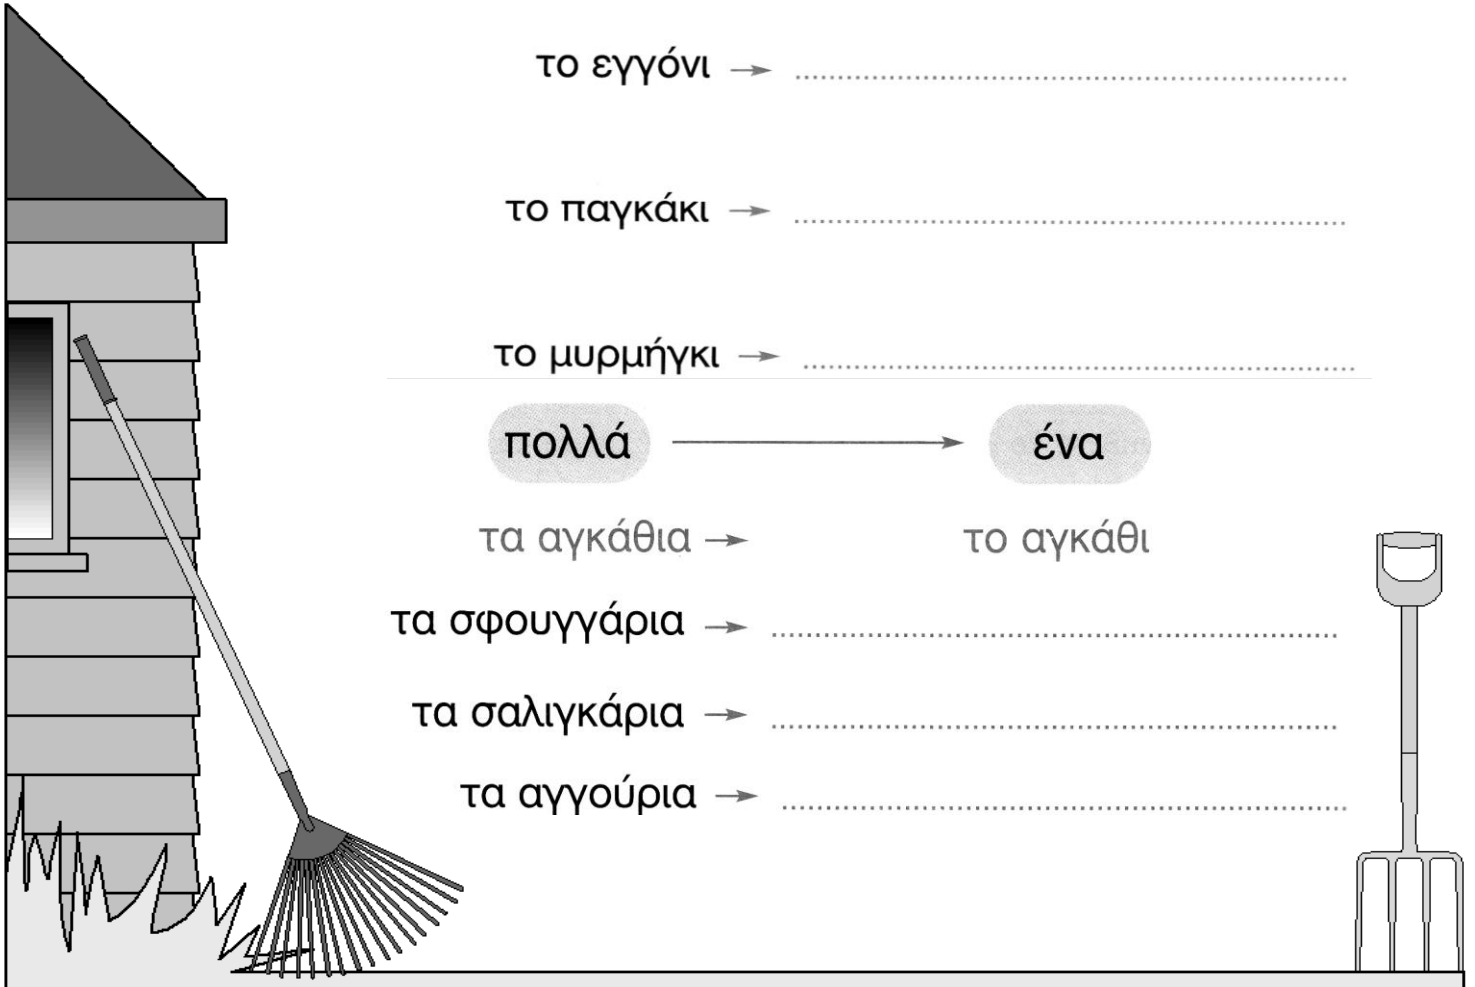 το εγγόνι → ................
το παγκάκι → ................
το μυρμήγκι → ................
πολλά → ένα
τα αγκάθια → το αγκάθι
τα σφουγγάρια → ................
τα σαλιγκάρια → ................
τα αγγούρια → ................